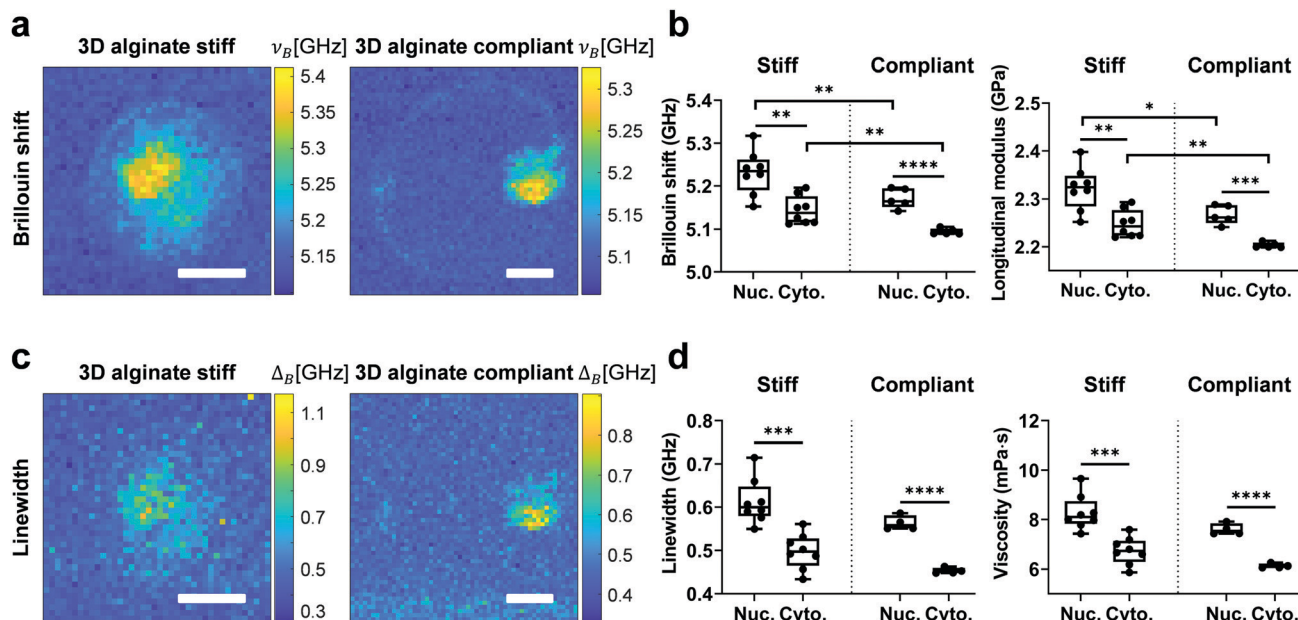 a
3D alginate stiff
ν_B[GHz]
3D alginate compliant
ν_B[GHz]
Brillouin shift
5.4
5.35
5.3
5.25
5.2
5.15
5.3
5.25
5.2
5.15
5.1
b
Stiff
Compliant
Brillouin shift (GHz)
5.4
5.3
5.2
5.1
5.0
**
**
**
****
Nuc. Cyto.
Nuc. Cyto.
Stiff
Compliant
Longitudinal modulus (GPa)
2.5
2.4
2.3
2.2
*
**
**
***
Nuc. Cyto.
Nuc. Cyto.
c
3D alginate stiff
Δ_B[GHz]
3D alginate compliant
Δ_B[GHz]
Linewidth
1.1
0.9
0.7
0.5
0.3
0.8
0.7
0.6
0.5
0.4
d
Stiff
Compliant
Linewidth (GHz)
0.8
0.7
0.6
0.5
0.4
***
****
Nuc. Cyto.
Nuc. Cyto.
Stiff
Compliant
Viscosity (mPa·s)
12
10
8
6
***
****
Nuc. Cyto.
Nuc. Cyto.